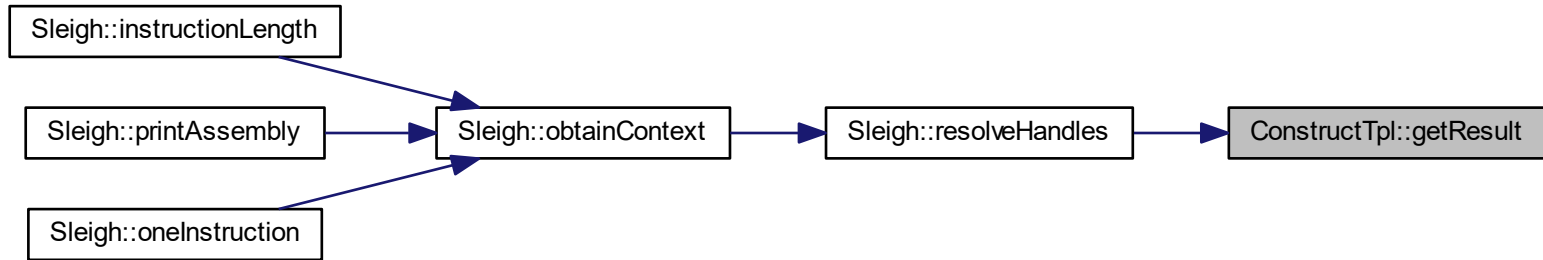 Sleigh::instructionLength
Sleigh::printAssembly
Sleigh::obtainContext
Sleigh::resolveHandles
ConstructTpl::getResult
Sleigh::oneInstruction